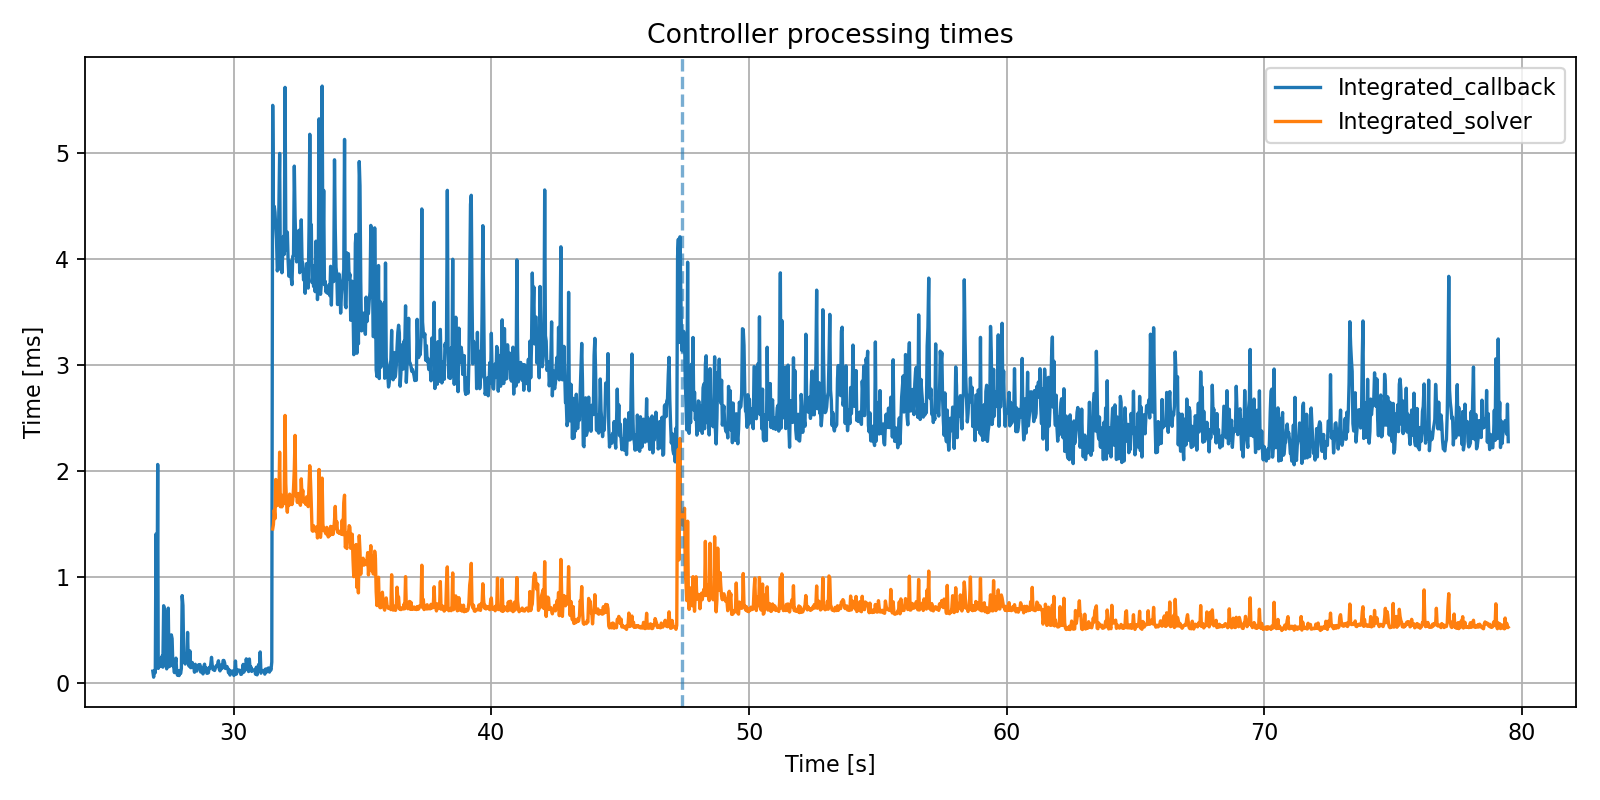 Controller processing times
Integrated_callback
Integrated_solver
Time [ms]
5
4
3
2
1
0
30
40
50
60
70
80
Time [s]